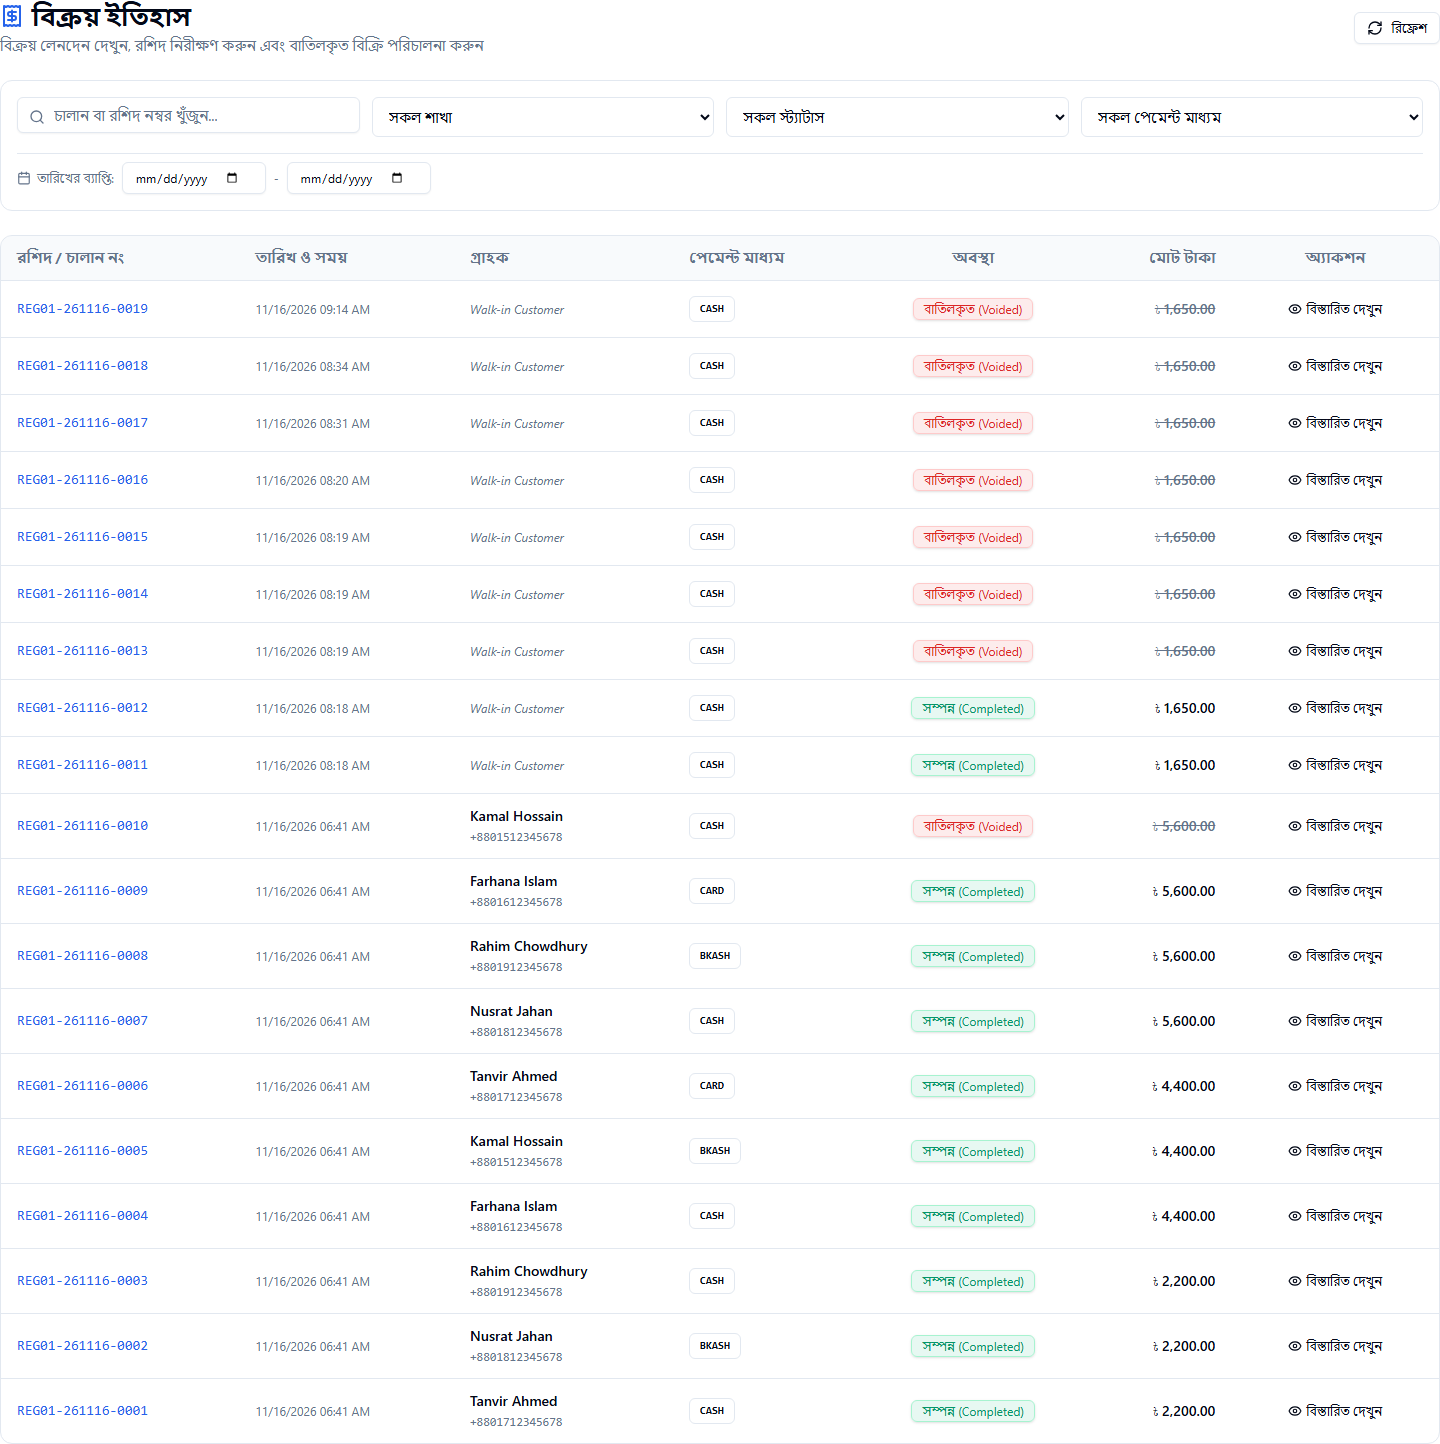 বিক্রয় ইতিহাস
বিক্রয় লেনদেন দেখুন, রশিদ নিরীক্ষণ করুন এবং বাতিলকৃত বিক্রি পরিচালনা করুন
রিফ্রেশ
চালান বা রশিদ নম্বর খুঁজুন... সকল শাখা সকল স্ট্যাটাস সকল পেমেন্ট মাধ্যম
তারিখের ব্যাপ্তি: mm/dd/yyyy - mm/dd/yyyy
রশিদ / চালান নং তারিখ ও সময় গ্রাহক পেমেন্ট মাধ্যম অবস্থা মোট টাকা অ্যাকশন
REG01-261116-0019 11/16/2026 09:14 AM Walk-in Customer CASH বাতিলকৃত (Voided) ৳ 1,650.00 বিস্তারিত দেখুন
REG01-261116-0018 11/16/2026 08:34 AM Walk-in Customer CASH বাতিলকৃত (Voided) ৳ 1,650.00 বিস্তারিত দেখুন
REG01-261116-0017 11/16/2026 08:31 AM Walk-in Customer CASH বাতিলকৃত (Voided) ৳ 1,650.00 বিস্তারিত দেখুন
REG01-261116-0016 11/16/2026 08:20 AM Walk-in Customer CASH বাতিলকৃত (Voided) ৳ 1,650.00 বিস্তারিত দেখুন
REG01-261116-0015 11/16/2026 08:19 AM Walk-in Customer CASH বাতিলকৃত (Voided) ৳ 1,650.00 বিস্তারিত দেখুন
REG01-261116-0014 11/16/2026 08:19 AM Walk-in Customer CASH বাতিলকৃত (Voided) ৳ 1,650.00 বিস্তারিত দেখুন
REG01-261116-0013 11/16/2026 08:19 AM Walk-in Customer CASH বাতিলকৃত (Voided) ৳ 1,650.00 বিস্তারিত দেখুন
REG01-261116-0012 11/16/2026 08:18 AM Walk-in Customer CASH সম্পন্ন (Completed) ৳ 1,650.00 বিস্তারিত দেখুন
REG01-261116-0011 11/16/2026 08:18 AM Walk-in Customer CASH সম্পন্ন (Completed) ৳ 1,650.00 বিস্তারিত দেখুন
REG01-261116-0010 11/16/2026 06:41 AM Kamal Hossain CASH বাতিলকৃত (Voided) ৳ 5,600.00 বিস্তারিত দেখুন
+8801512345678
REG01-261116-0009 11/16/2026 06:41 AM Farhana Islam CARD সম্পন্ন (Completed) ৳ 5,600.00 বিস্তারিত দেখুন
+8801612345678
REG01-261116-0008 11/16/2026 06:41 AM Rahim Chowdhury BKASH সম্পন্ন (Completed) ৳ 5,600.00 বিস্তারিত দেখুন
+8801912345678
REG01-261116-0007 11/16/2026 06:41 AM Nusrat Jahan CASH সম্পন্ন (Completed) ৳ 5,600.00 বিস্তারিত দেখুন
+8801812345678
REG01-261116-0006 11/16/2026 06:41 AM Tanvir Ahmed CARD সম্পন্ন (Completed) ৳ 4,400.00 বিস্তারিত দেখুন
+8801712345678
REG01-261116-0005 11/16/2026 06:41 AM Kamal Hossain BKASH সম্পন্ন (Completed) ৳ 4,400.00 বিস্তারিত দেখুন
+8801512345678
REG01-261116-0004 11/16/2026 06:41 AM Farhana Islam CASH সম্পন্ন (Completed) ৳ 4,400.00 বিস্তারিত দেখুন
+8801612345678
REG01-261116-0003 11/16/2026 06:41 AM Rahim Chowdhury CASH সম্পন্ন (Completed) ৳ 2,200.00 বিস্তারিত দেখুন
+8801912345678
REG01-261116-0002 11/16/2026 06:41 AM Nusrat Jahan BKASH সম্পন্ন (Completed) ৳ 2,200.00 বিস্তারিত দেখুন
+8801812345678
REG01-261116-0001 11/16/2026 06:41 AM Tanvir Ahmed CASH সম্পন্ন (Completed) ৳ 2,200.00 বিস্তারিত দেখুন
+8801712345678